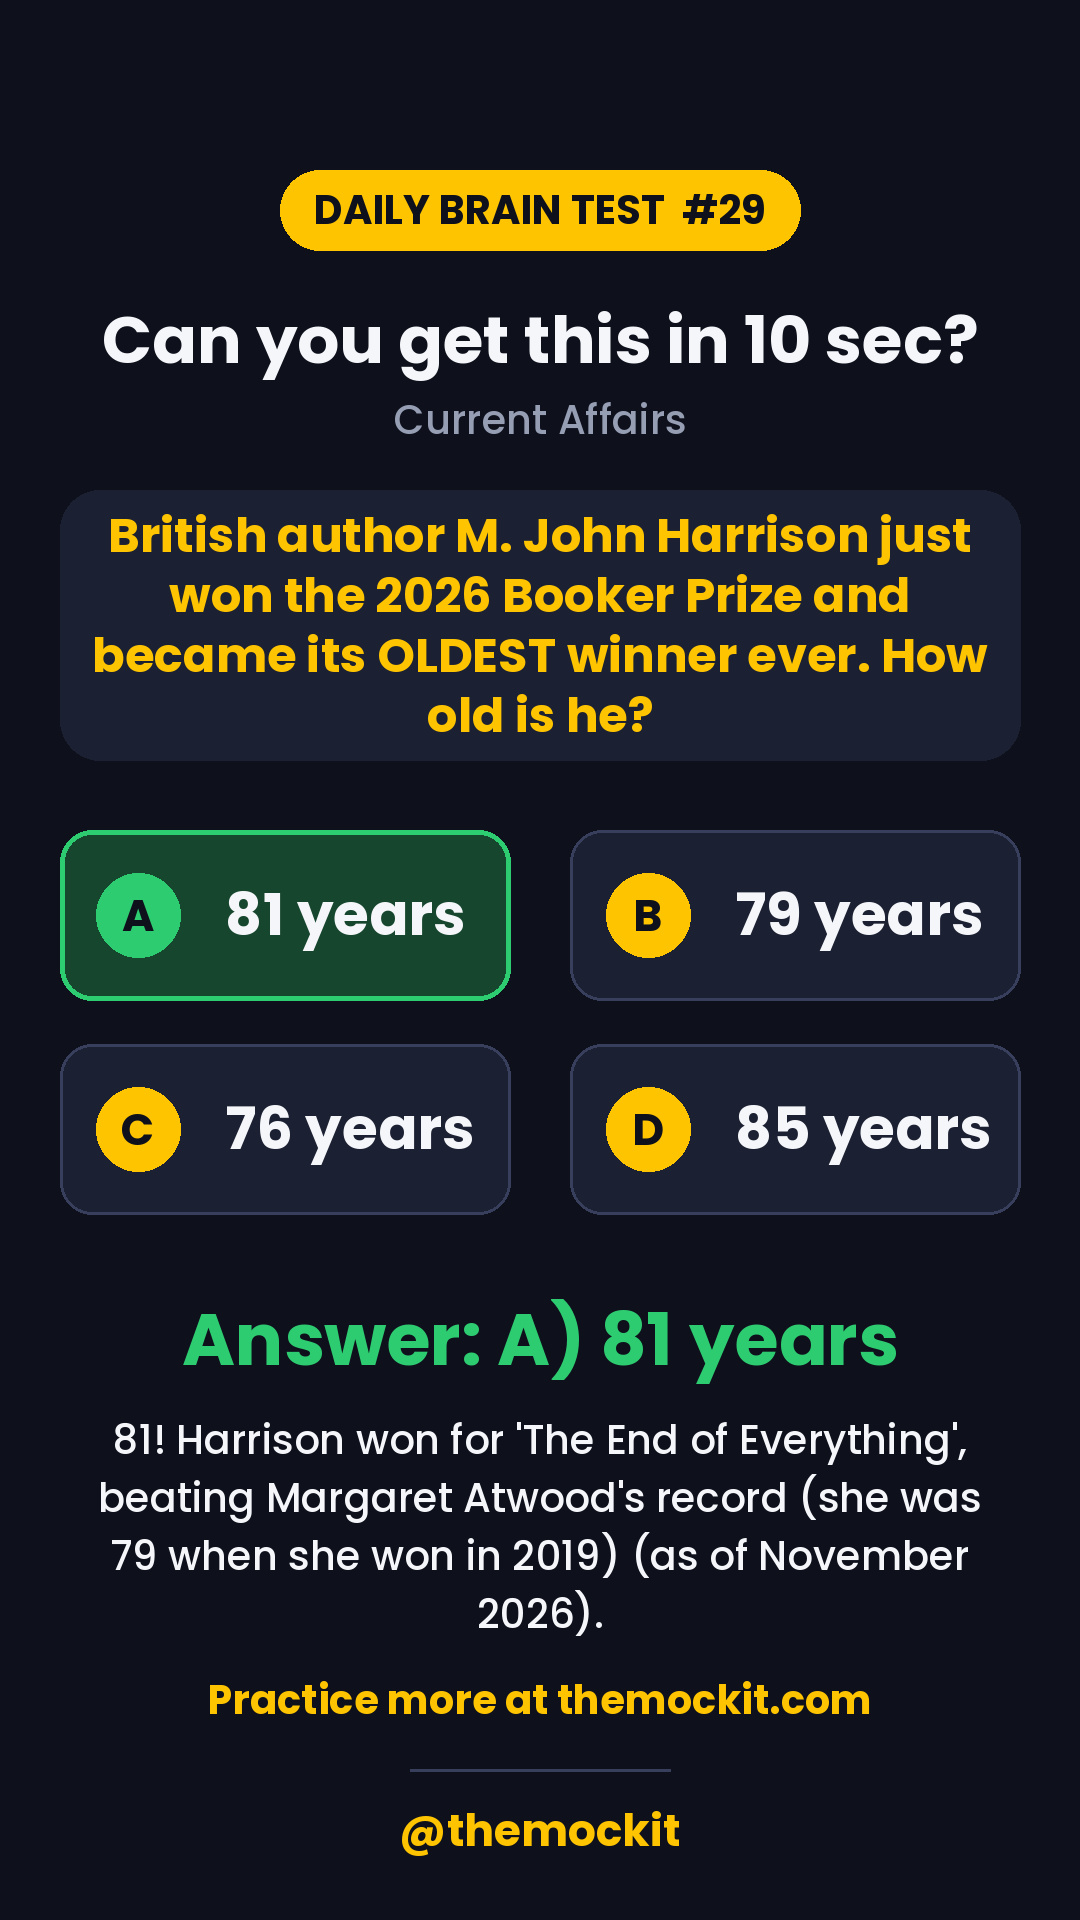 DAILY BRAIN TEST #29
Can you get this in 10 sec?
Current Affairs
British author M. John Harrison just
won the 2026 Booker Prize and
became its OLDEST winner ever. How
old is he?
A 81 years
B 79 years
C 76 years
D 85 years
Answer: A) 81 years
81! Harrison won for 'The End of Everything',
beating Margaret Atwood's record (she was
79 when she won in 2019) (as of November
2026).
Practice more at themockit.com
@themockit